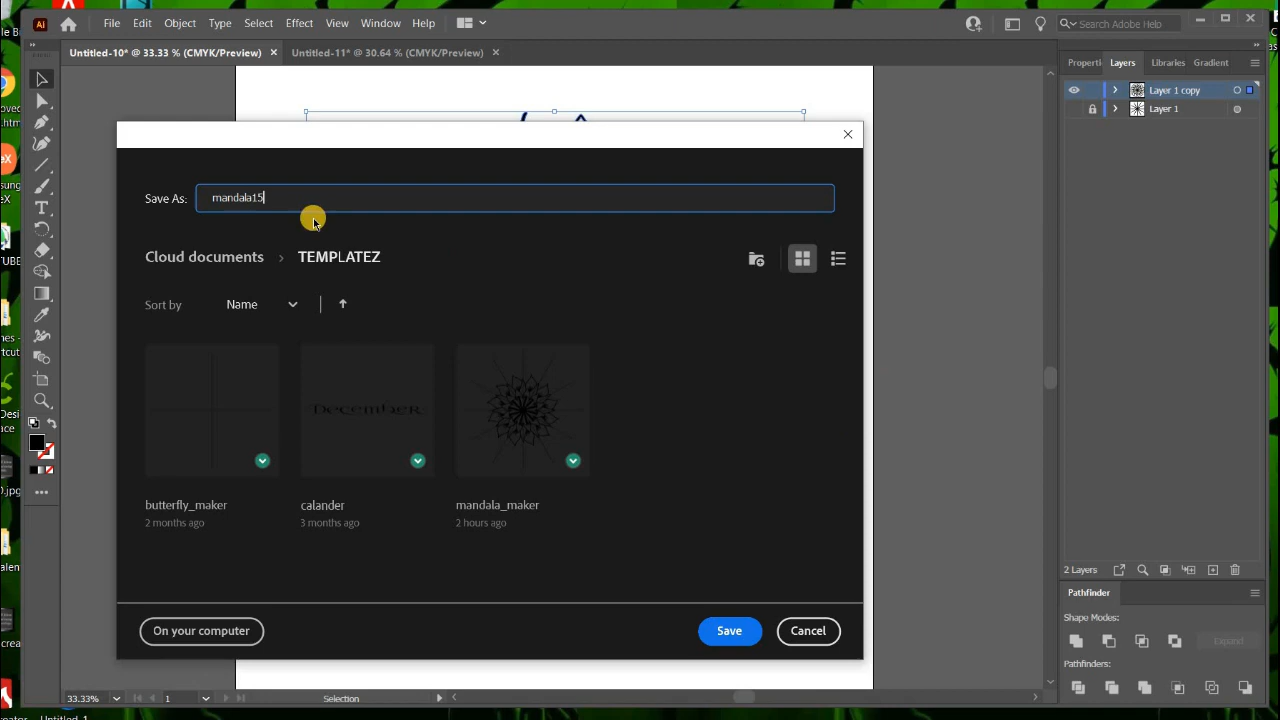 Ai File Edit Object Type Select Effect View Window Help Search Adobe Help
Untitled-10* @ 33.33 % (CMYK/Preview) × Untitled-11* @ 30.64 % (CMYK/Preview) ×
Properti Layers Libraries Gradient
Layer 1 copy
Layer 1
Save As: mandala15
Cloud documents › TEMPLATEZ
Sort by Name
December
butterfly_maker calander mandala_maker
2 months ago 3 months ago 2 hours ago
On your computer Save Cancel
2 Layers
Pathfinder
Shape Modes:
Expand
Pathfinders:
33.33% 1 Selection
Untitled-1